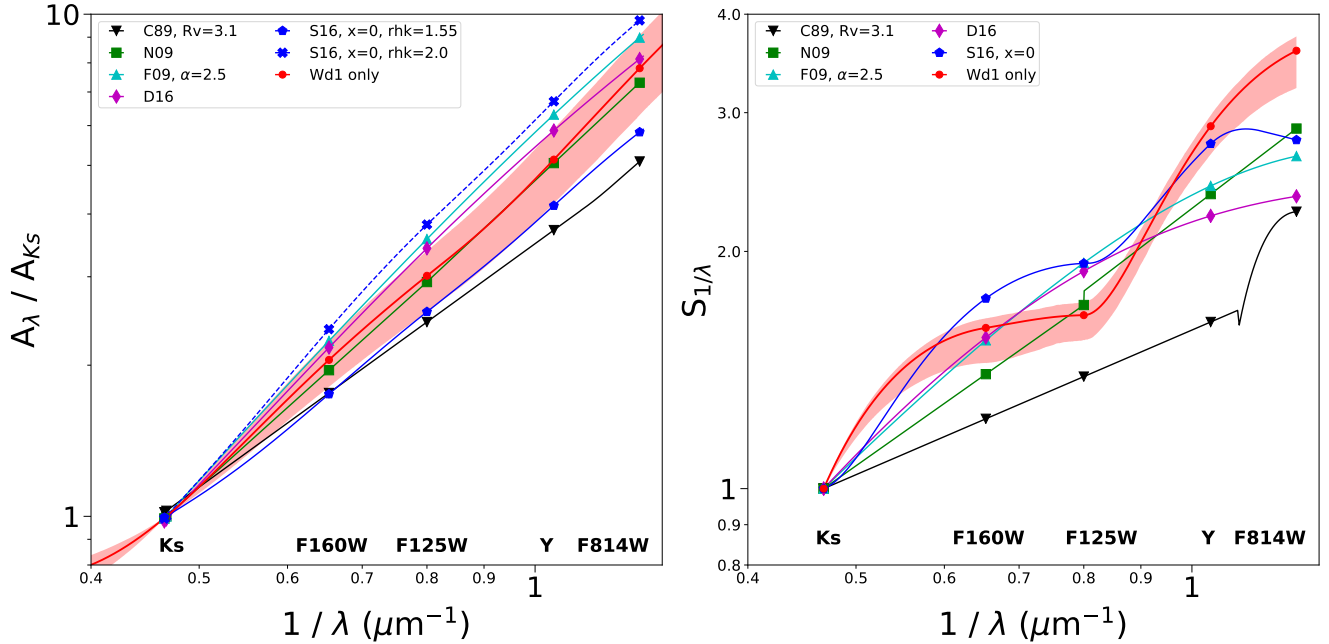 10
1
A_λ / A_Ks
C89, Rv=3.1
N09
F09, α=2.5
D16
S16, x=0, rhk=1.55
S16, x=0, rhk=2.0
Wd1 only
Ks F160W F125W Y F814W
0.4 0.5 0.6 0.7 0.8 0.9 1
1 / λ (μm⁻¹)
4.0
3.0
2.0
1
0.9
0.8
S_1/λ
C89, Rv=3.1
N09
F09, α=2.5
D16
S16, x=0
Wd1 only
Ks F160W F125W Y F814W
0.4 0.5 0.6 0.7 0.8 0.9 1
1 / λ (μm⁻¹)